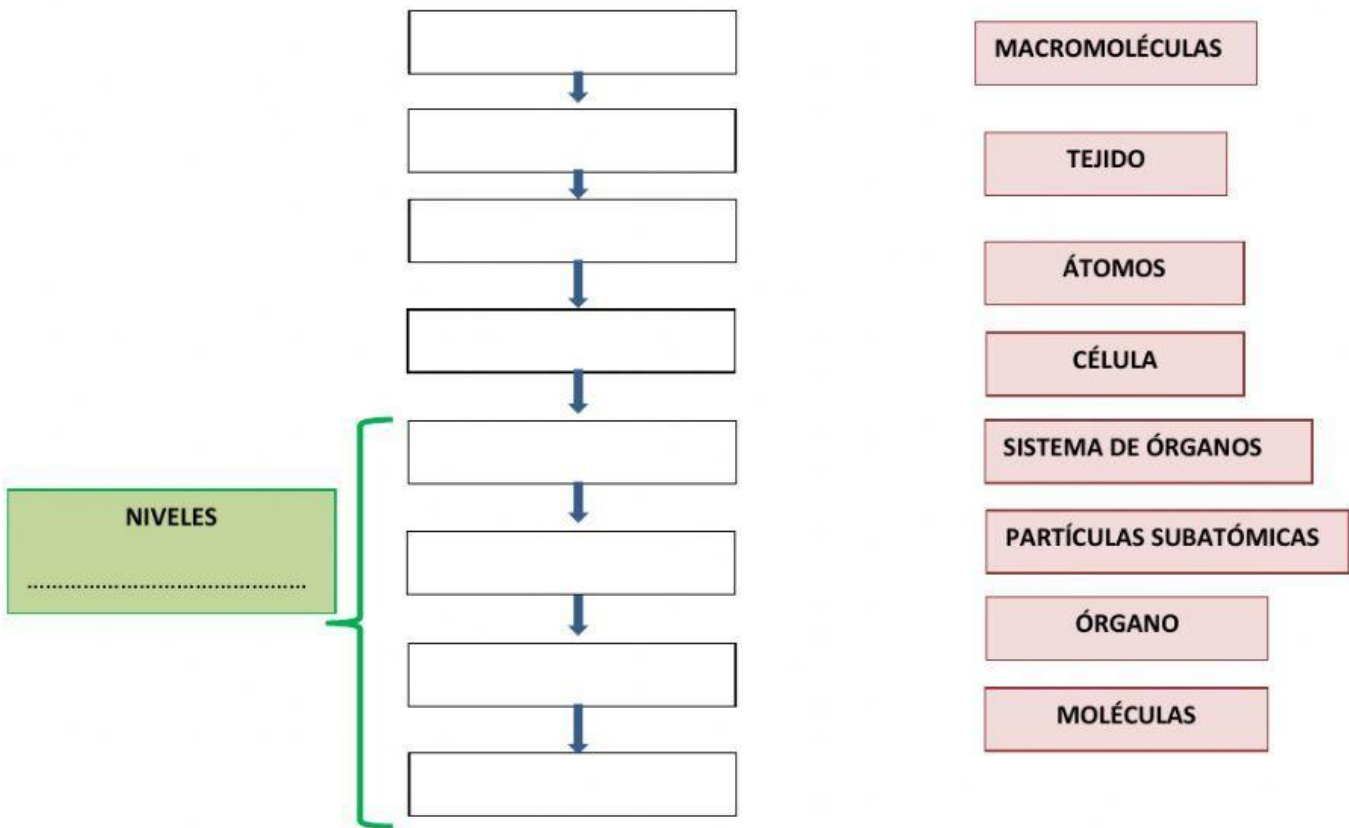 MACROMOLÉCULAS
TEJIDO
ÁTOMOS
CÉLULA
SISTEMA DE ÓRGANOS
NIVELES
..............................................
PARTÍCULAS SUBATÓMICAS
ÓRGANO
MOLÉCULAS